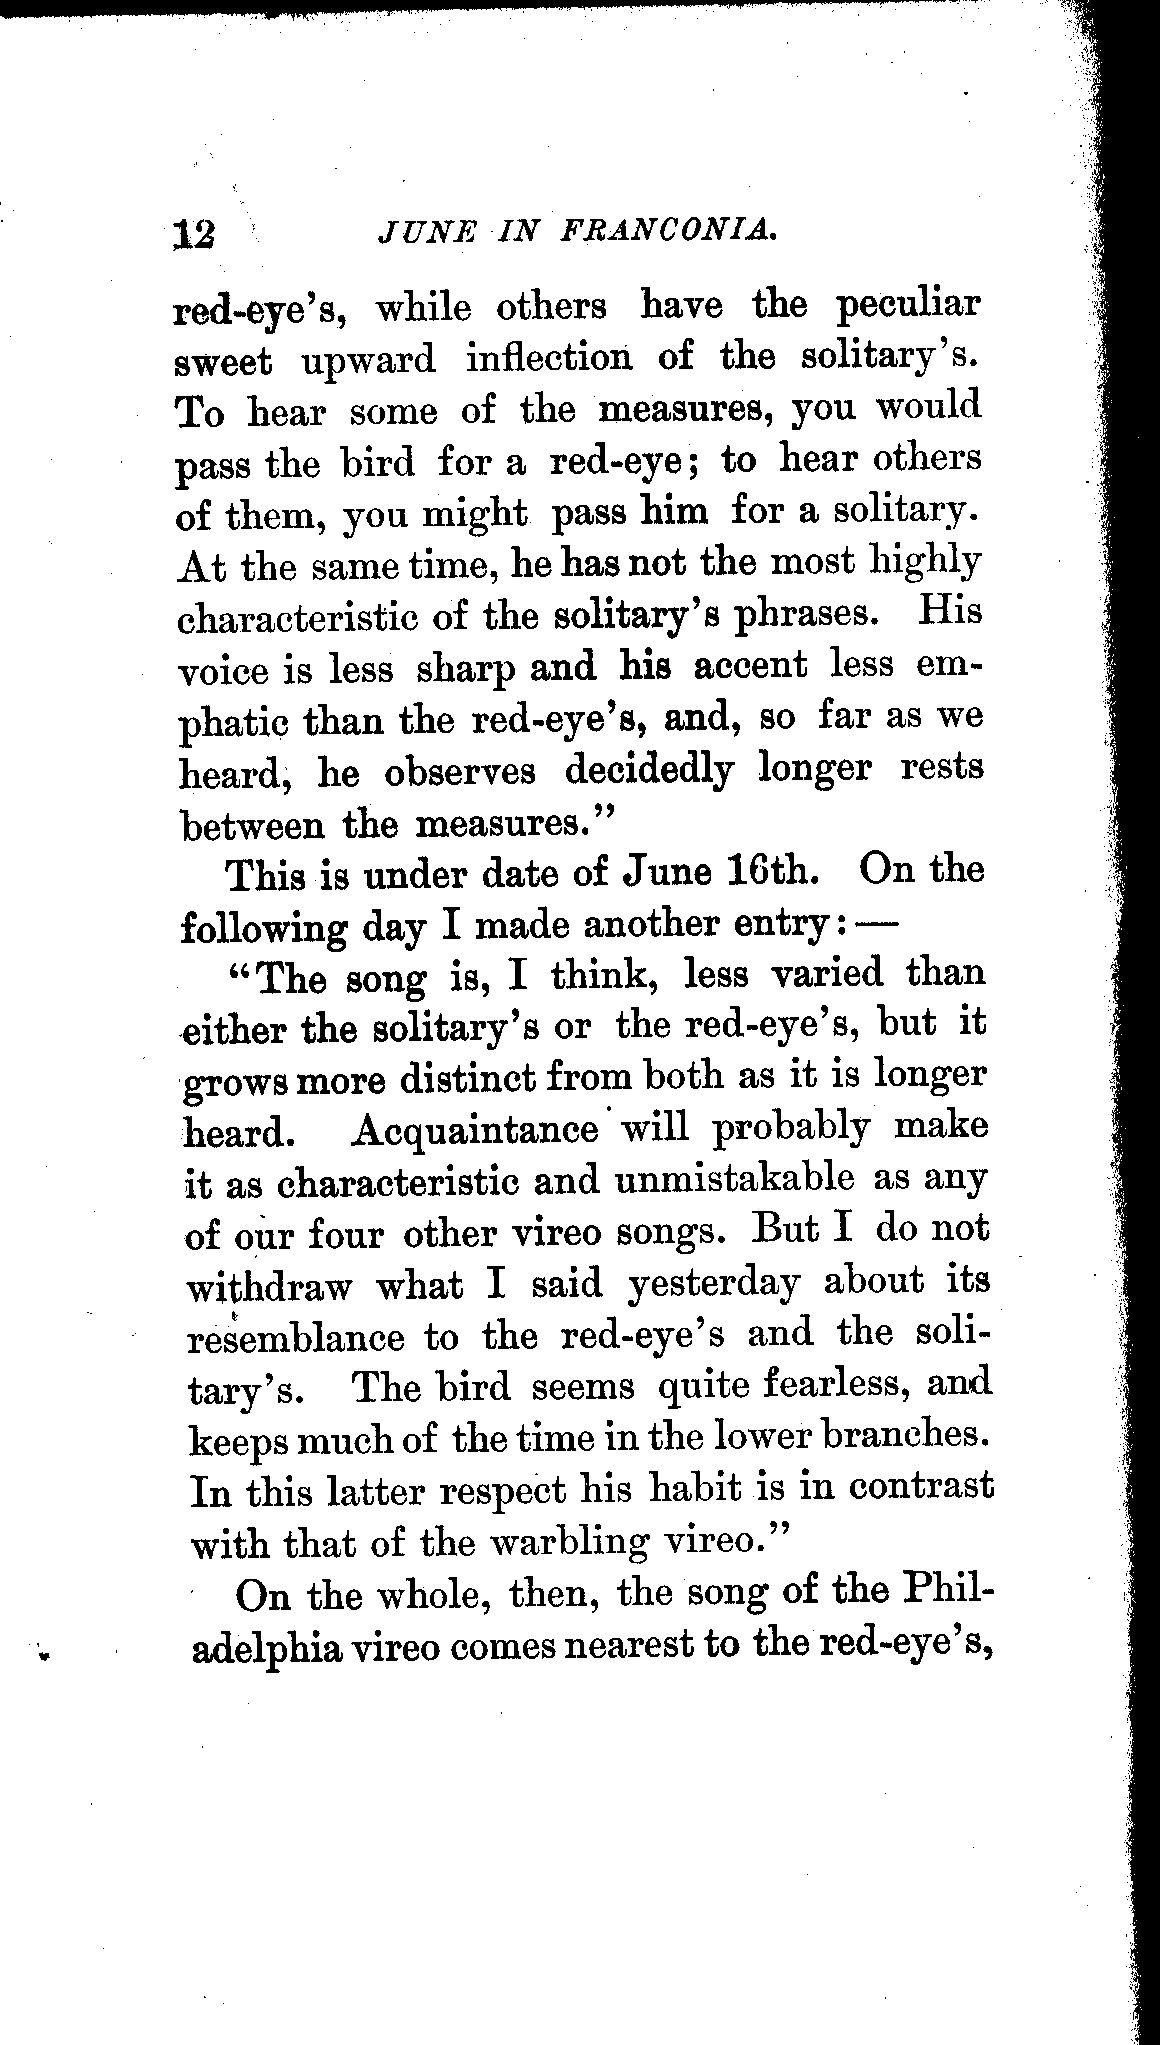 12 JUNE IN FRANCONIA.
red-eye's, while others have the peculiar
sweet upward inflection of the solitary's.
To hear some of the measures, you would
pass the bird for a red-eye; to hear others
of them, you might pass him for a solitary.
At the same time, he has not the most highly
characteristic of the solitary's phrases. His
voice is less sharp and his accent less em-
phatic than the red-eye's, and, so far as we
heard, he observes decidedly longer rests
between the measures."
This is under date of June 16th. On the
following day I made another entry: —
"The song is, I think, less varied than
either the solitary's or the red-eye's, but it
grows more distinct from both as it is longer
heard. Acquaintance will probably make
it as characteristic and unmistakable as any
of our four other vireo songs. But I do not
withdraw what I said yesterday about its
resemblance to the red-eye's and the soli-
tary's. The bird seems quite fearless, and
keeps much of the time in the lower branches.
In this latter respect his habit is in contrast
with that of the warbling vireo."
On the whole, then, the song of the Phil-
adelphia vireo comes nearest to the red-eye's,